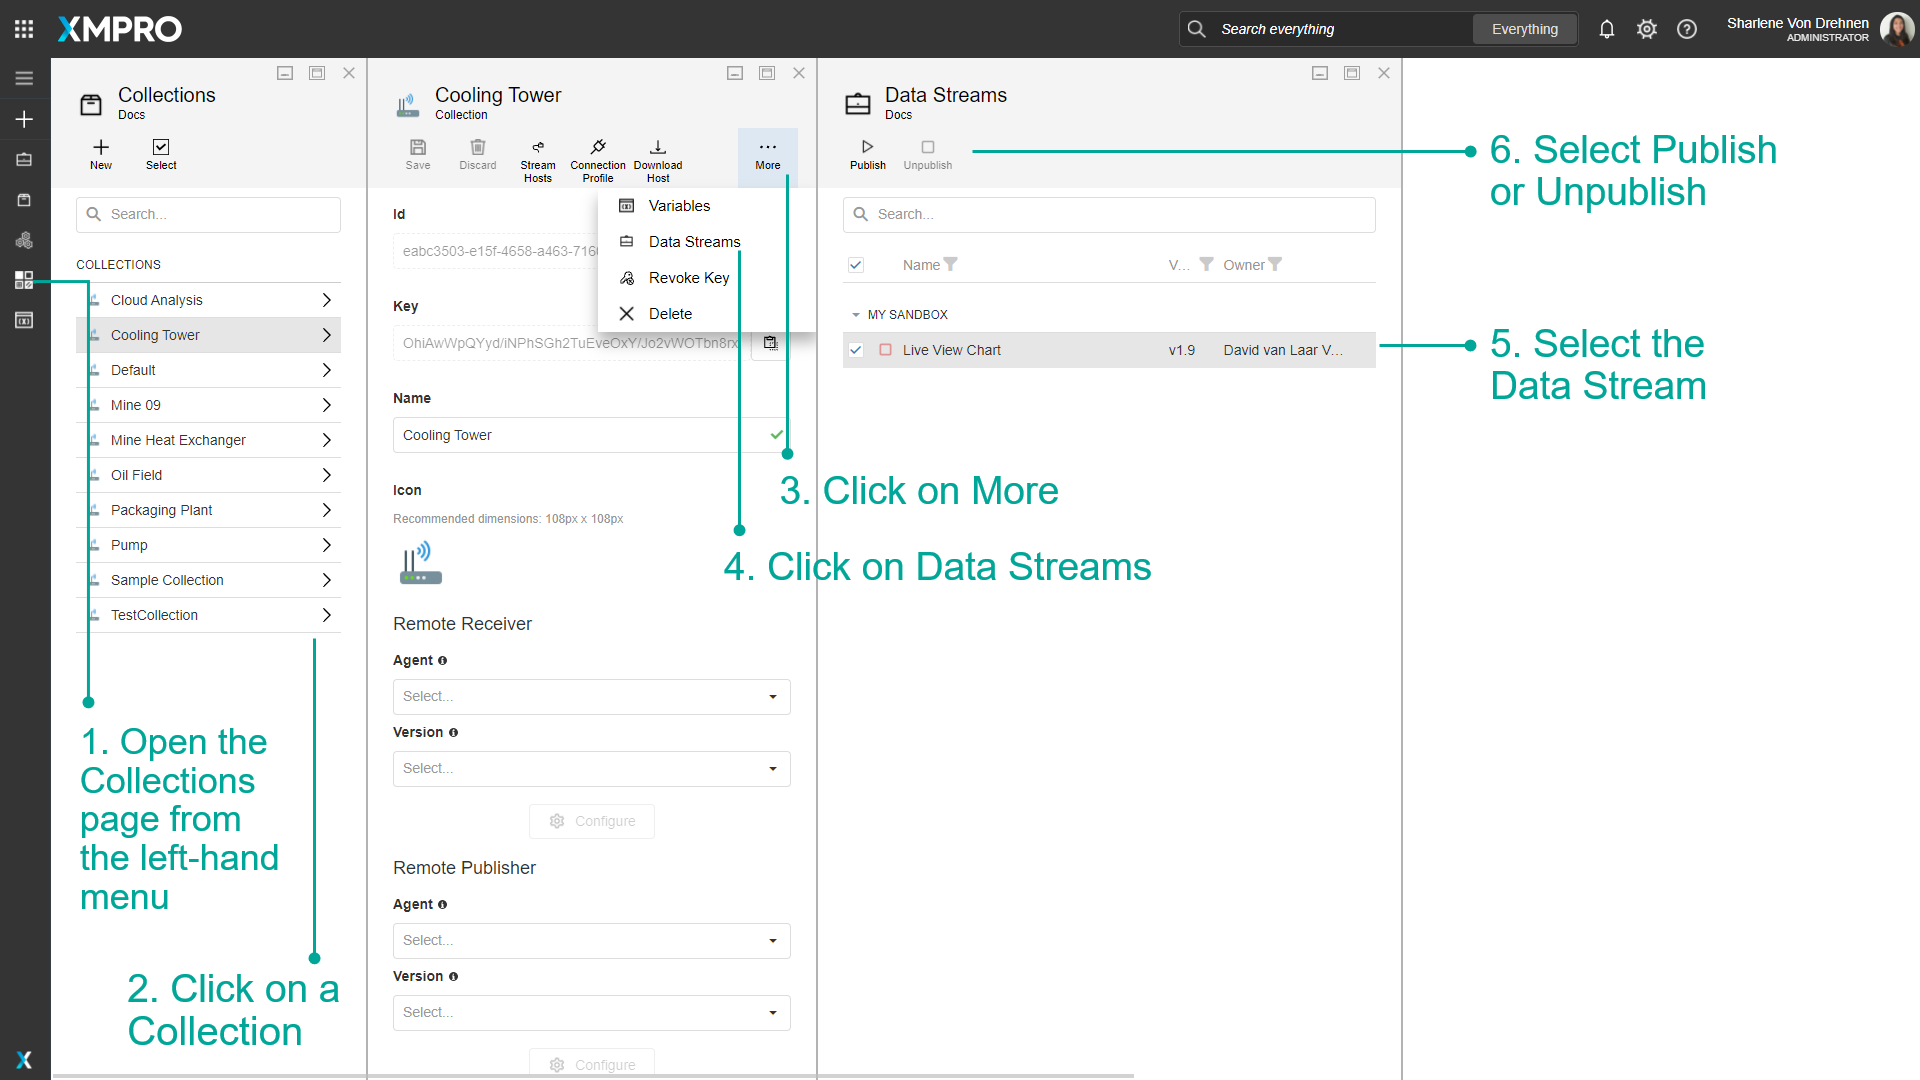 XMPRO
Search everything
Everything
Sharlene Von Drehnen
ADMINISTRATOR
Collections
Docs
New
Select
Search...
COLLECTIONS
Cloud Analysis
Cooling Tower
Default
Mine 09
Mine Heat Exchanger
Oil Field
Packaging Plant
Pump
Sample Collection
TestCollection
1. Open the
Collections
page from
the left-hand
menu
2. Click on a
Collection
Cooling Tower
Collection
Save
Discard
Stream
Hosts
Connection
Profile
Download
Host
More
Variables
Data Streams
Revoke Key
Delete
Id
eabc3503-e15f-4658-a463-716
Key
OhiAwWpQYyd/iNPhSGh2TuEveOxY/Jo2vWOTbn8rx
Name
Cooling Tower
Icon
Recommended dimensions: 108px x 108px
3. Click on More
4. Click on Data Streams
Remote Receiver
Agent
Select...
Version
Select...
Configure
Remote Publisher
Agent
Select...
Version
Select...
Configure
Data Streams
Docs
Publish
Unpublish
Search...
Name
V...
Owner
MY SANDBOX
Live View Chart
v1.9
David van Laar V...
6. Select Publish
or Unpublish
5. Select the
Data Stream